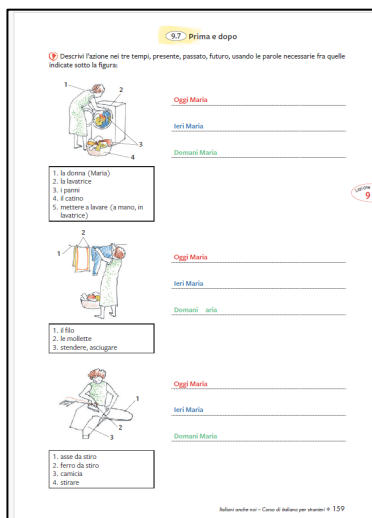 9.7 Prima e dopo
Descrivi l'azione nei tre tempi, presente, passato, futuro, usando le parole necessarie fra quelle
indicate sotto la figura:
1
2
3
4
Oggi Maria
Ieri Maria
Domani Maria
1. la donna (Maria)
2. la lavatrice
3. i panni
4. il catino
5. mettere a lavare (a mano, in
lavatrice)
9
2
1
3
Oggi Maria
Ieri Maria
Domani aria
1. il filo
2. le mollette
3. stendere, asciugare
1
2
3
Oggi Maria
Ieri Maria
Domani Maria
1. asse da stiro
2. ferro da stiro
3. camicia
4. stirare
Italiani anche noi – Corso di italiano per stranieri 159